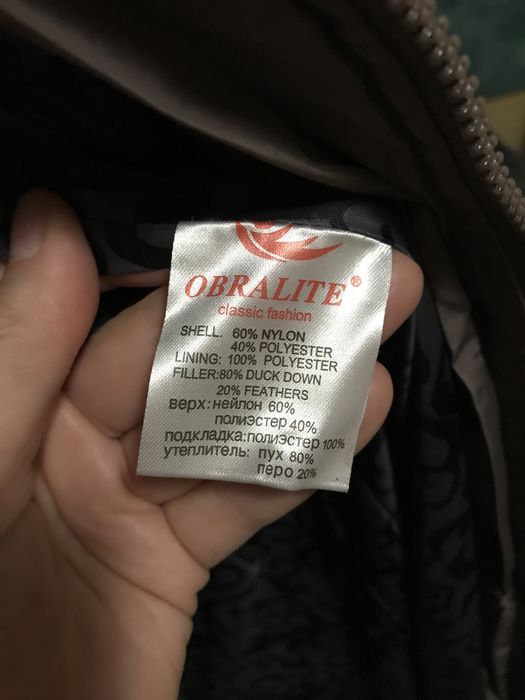 OBRALITE®
classic fashion
SHELL. 60% NYLON
40% POLYESTER
LINING: 100% POLYESTER
FILLER:80% DUCK DOWN
20% FEATHERS
верх:нейлон 60%
полиэстер 40%
подкладка:полиэстер 100%
утеплитель: пух 80%
перо 20%